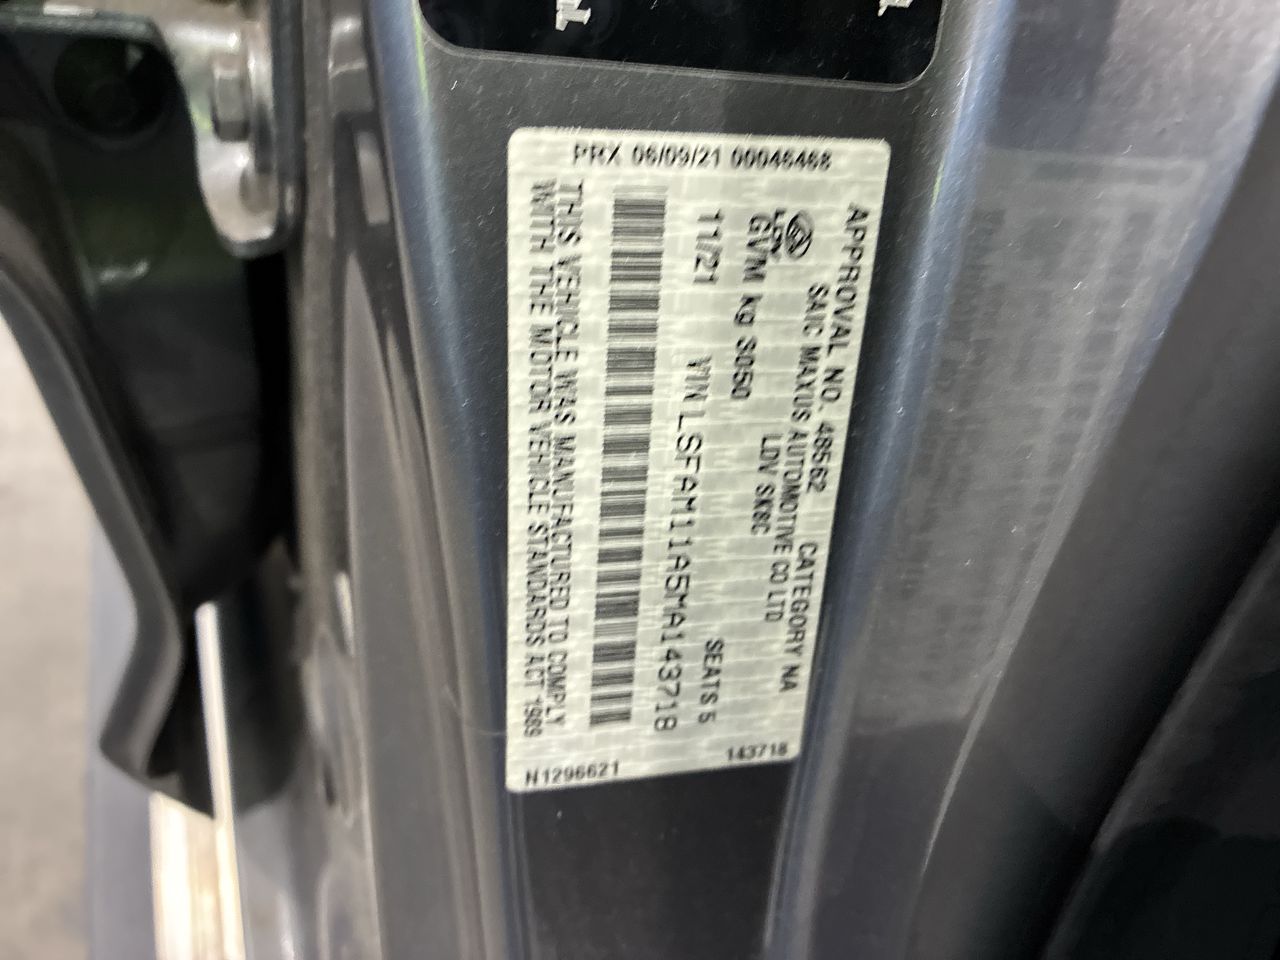 PRX 06/09/21 00046468
APPROVAL NO. 48562 CATEGORY NA
SAIC MAXUS AUTOMOTIVE CO LTD
LDV
LDV SK8C
GVM kg 3050
11/21 SEATS 5
VIN LSFAM11A5MA143718
THIS VEHICLE WAS MANUFACTURED TO COMPLY
WITH THE MOTOR VEHICLE STANDARDS ACT 1989
143718
N1296621